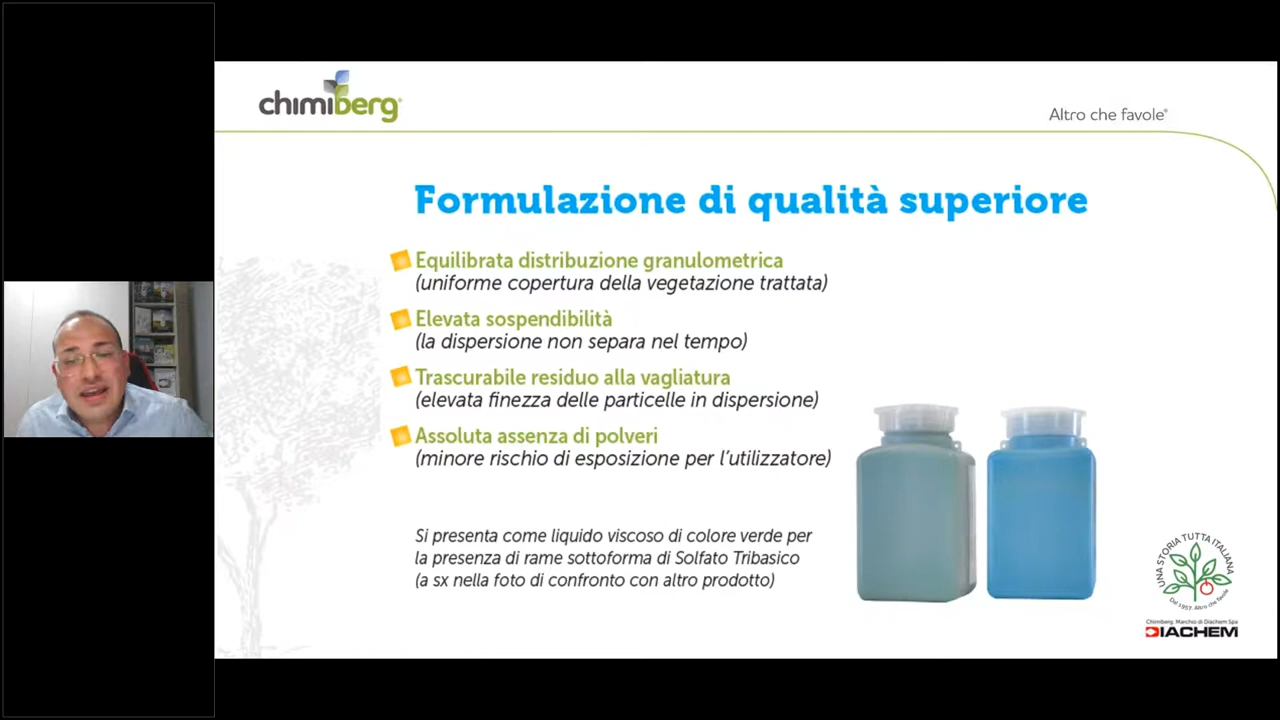 chimiberg®
Altro che favole®
Formulazione di qualità superiore
Equilibrata distribuzione granulometrica
(uniforme copertura della vegetazione trattata)
Elevata sospendibilità
(la dispersione non separa nel tempo)
Trascurabile residuo alla vagliatura
(elevata finezza delle particelle in dispersione)
Assoluta assenza di polveri
(minore rischio di esposizione per l'utilizzatore)
Si presenta come liquido viscoso di colore verde per
la presenza di rame sottoforma di Solfato Tribasico
(a sx nella foto di confronto con altro prodotto)
UNA STORIA TUTTA ITALIANA
Dal 1957. Altro che favole
Chimiberg: Marchio di Diachem Spa
DIACHEM